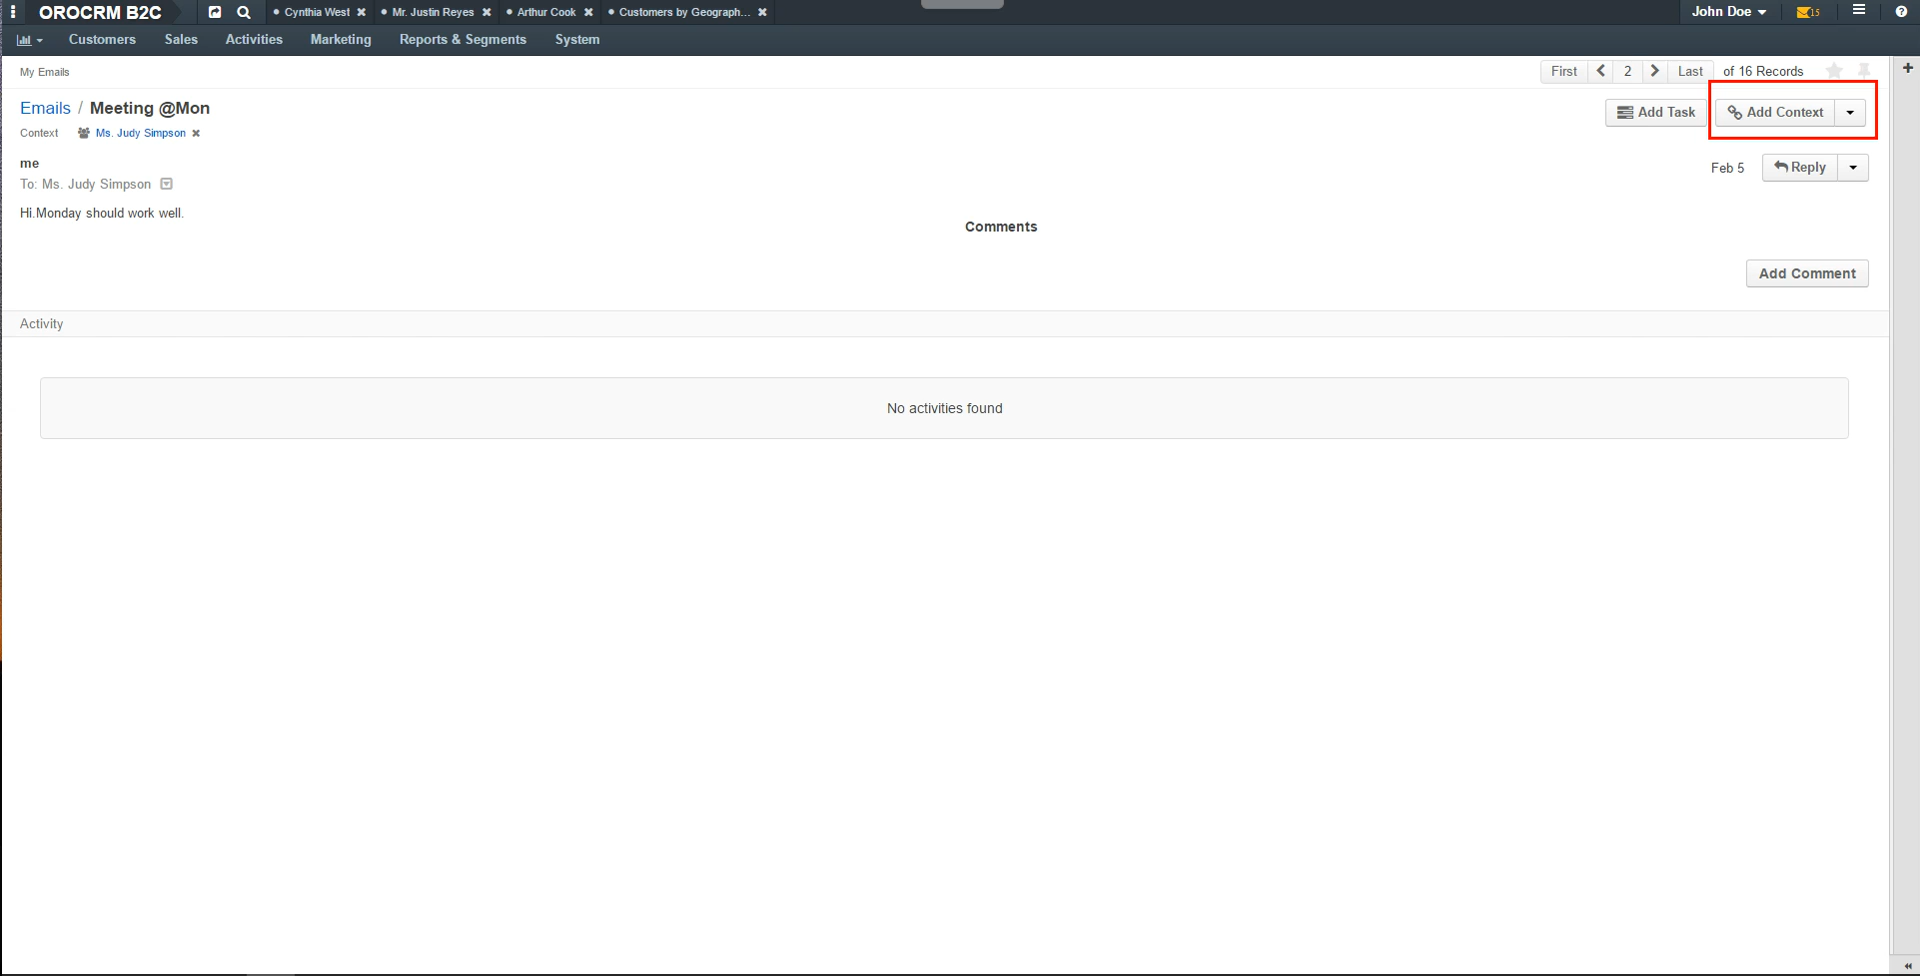 OROCRM B2C Cynthia West Mr. Justin Reyes Arthur Cook Customers by Geograph... John Doe 15
Customers Sales Activities Marketing Reports & Segments System
My Emails First 2 Last of 16 Records
Emails / Meeting @Mon Add Task Add Context
Context Ms. Judy Simpson
me
Feb 5 Reply
To: Ms. Judy Simpson
Hi.Monday should work well.
Comments
Add Comment
Activity
No activities found